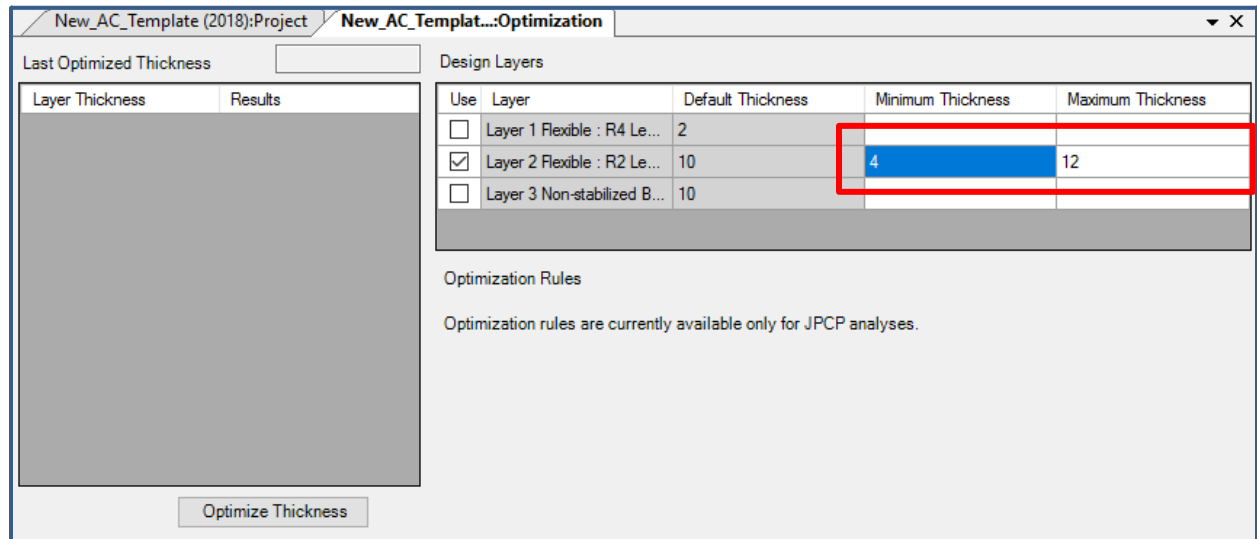 New_AC_Template (2018):Project New_AC_Templat...:Optimization
Last Optimized Thickness
Layer Thickness Results
Optimize Thickness
Design Layers
Use Layer Default Thickness Minimum Thickness Maximum Thickness
Layer 1 Flexible : R4 Le... 2
Layer 2 Flexible : R2 Le... 10 4 12
Layer 3 Non-stabilized B... 10
Optimization Rules
Optimization rules are currently available only for JPCP analyses.